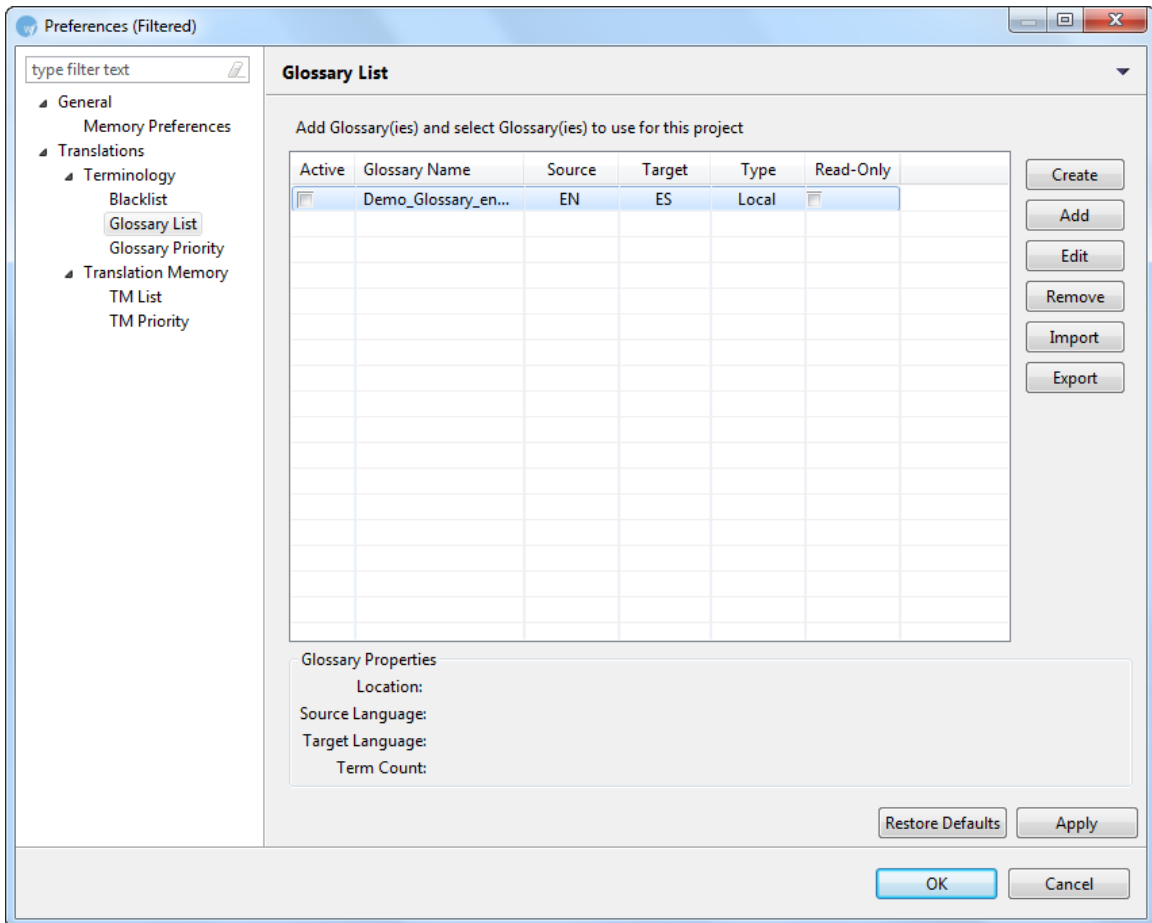 Preferences (Filtered)
type filter text
General
Memory Preferences
Translations
Terminology
Blacklist
Glossary List
Glossary Priority
Translation Memory
TM List
TM Priority
Glossary List
Add Glossary(ies) and select Glossary(ies) to use for this project
Active Glossary Name Source Target Type Read-Only
Demo_Glossary_en... EN ES Local
Create
Add
Edit
Remove
Import
Export
Glossary Properties
Location:
Source Language:
Target Language:
Term Count:
Restore Defaults Apply
OK Cancel